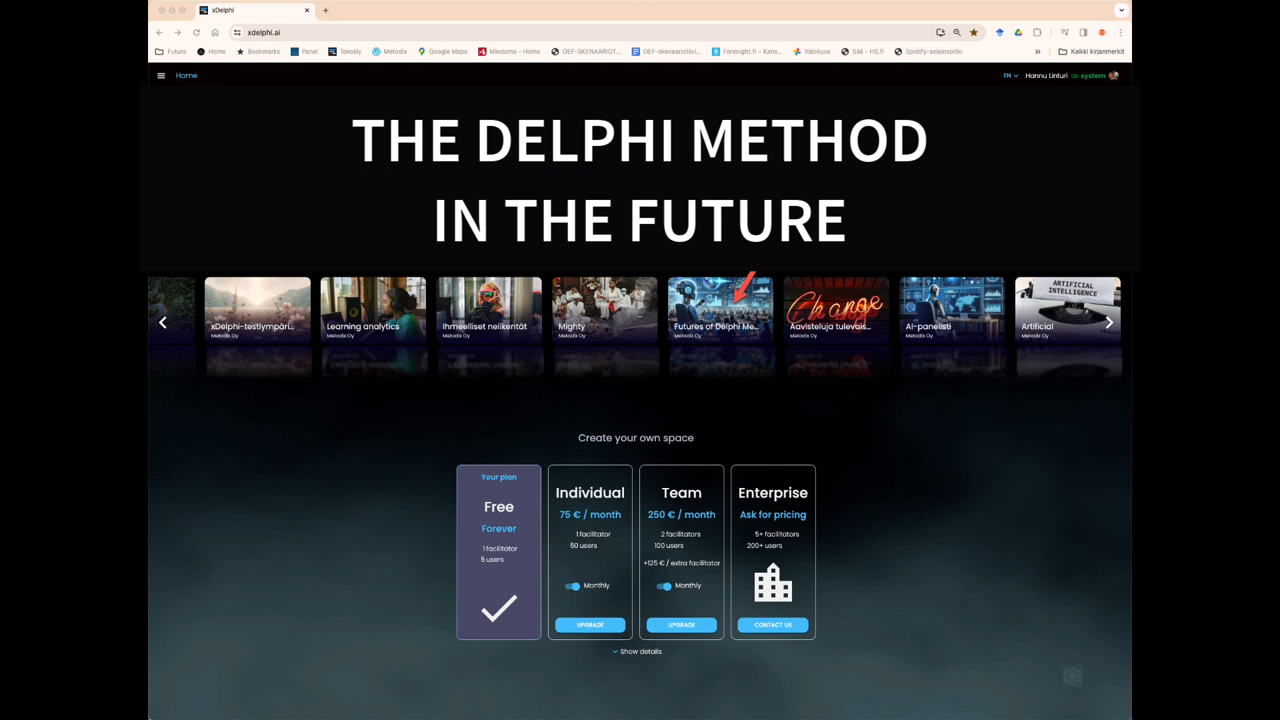 xDelphi
xdelphi.ai
Future
Home
Bookmarks
Panel
Tekoäly
Metodix
Google Maps
Mindomo - Home
OEF-SKENAARIOT...
OEF-skenaariotiivi...
Foresight.fi – Kans...
Valokuva
Sää - HS.fi
Spotify-selainsoitin
Kaikki kirjanmerkit
Home
EN
Hannu Linturi as system
THE DELPHI METHOD
IN THE FUTURE
xDelphi-testiympäri...
Metodix Oy
Learning analytics
Metodix Oy
Ihmeelliset nelikentät
Metodix Oy
Mighty
Metodix Oy
Futures of Delphi Me...
Metodix Oy
Change
Aavisteluja tulevais...
Metodix Oy
AI-panelisti
Metodix Oy
ARTIFICIAL
INTELLIGENCE
Artificial
Metodix Oy
Create your own space
Your plan
Free
Forever
1 facilitator
5 users
Individual
75 € / month
1 facilitator
50 users
Monthly
UPGRADE
Team
250 € / month
2 facilitators
100 users
+125 € / extra facilitator
Monthly
UPGRADE
Enterprise
Ask for pricing
5+ facilitators
200+ users
CONTACT US
Show details